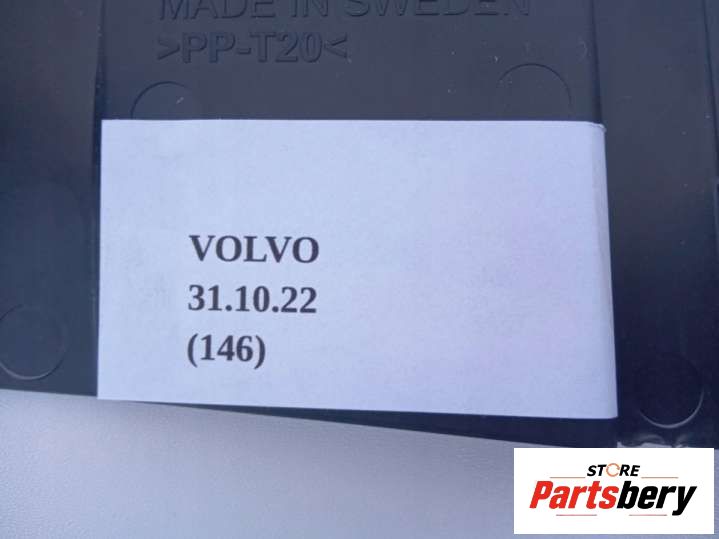 MADE IN SWEDEN
>PP-T20<
VOLVO
31.10.22
(146)
STORE
Partsbery